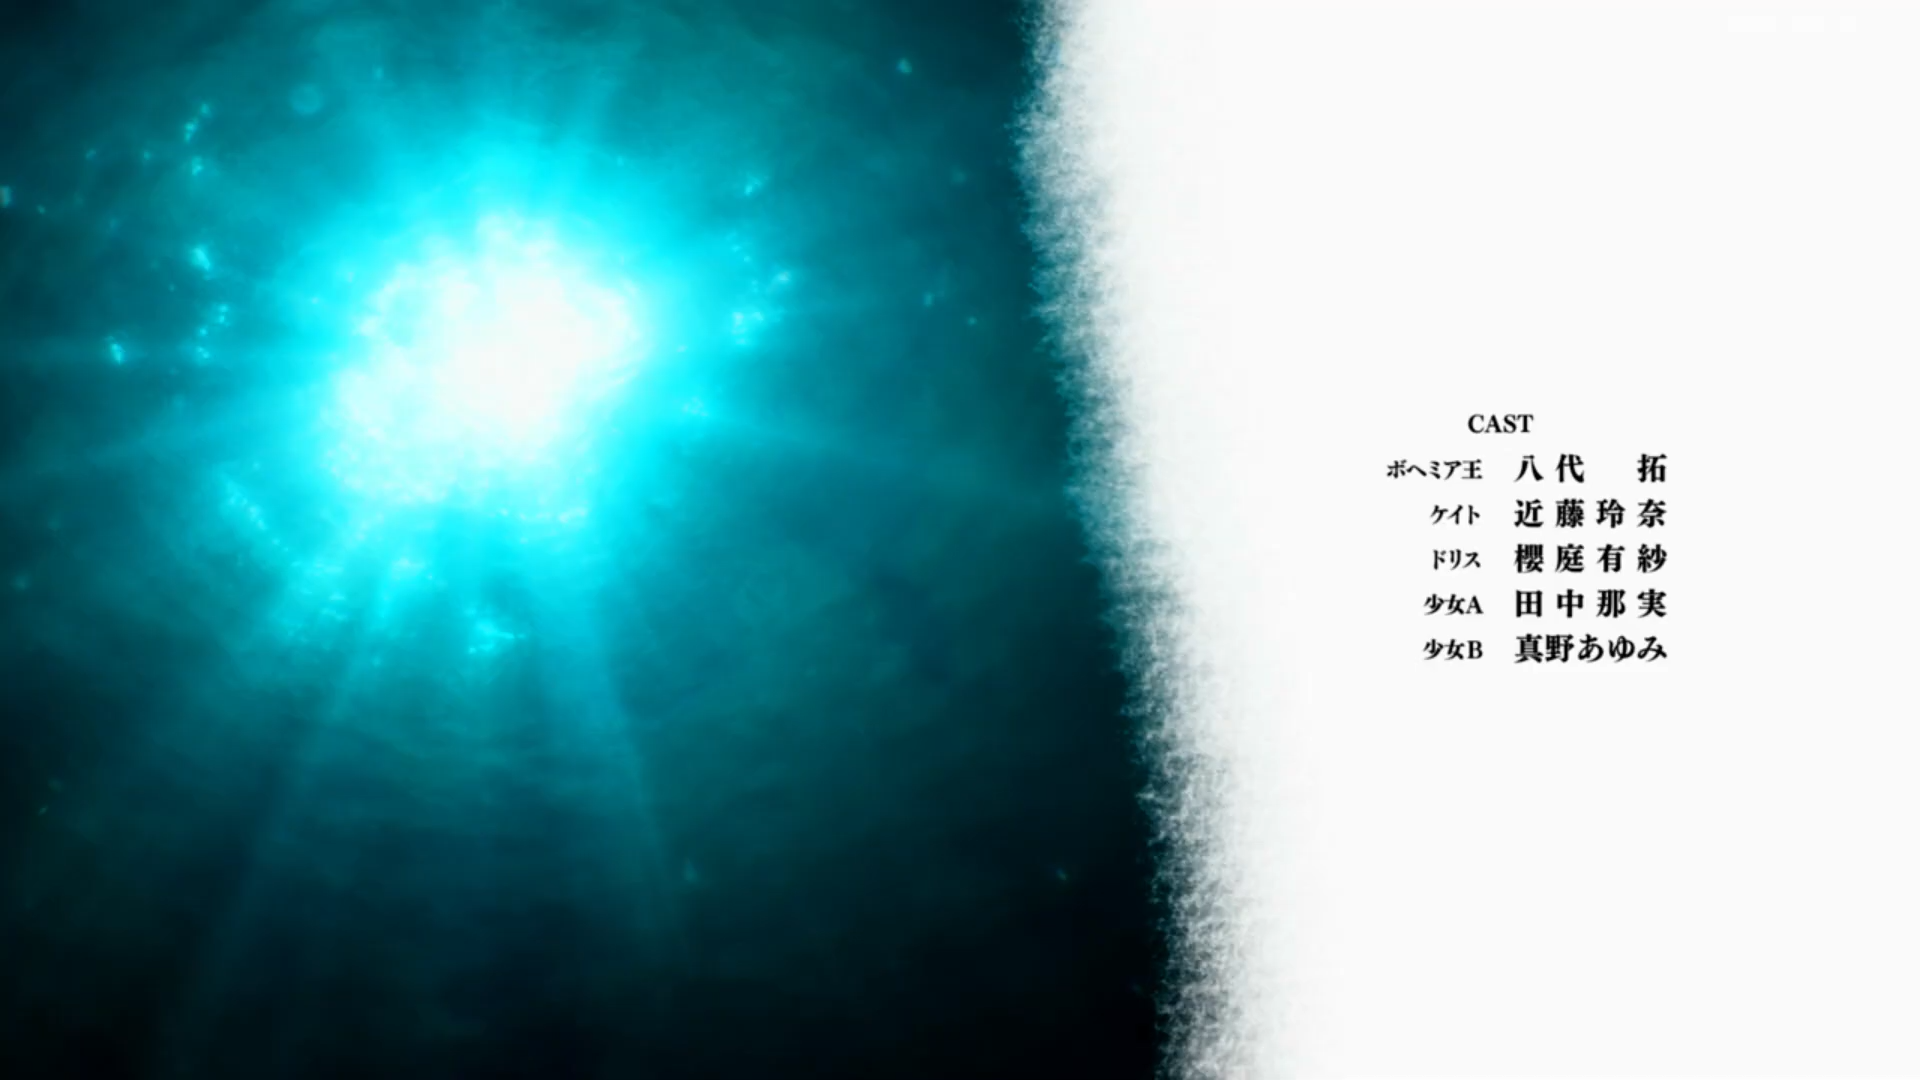 CAST
ボヘミア王 八代 拓
ケイト 近藤玲奈
ドリス 櫻庭有紗
少女A 田中那実
少女B 真野あゆみ